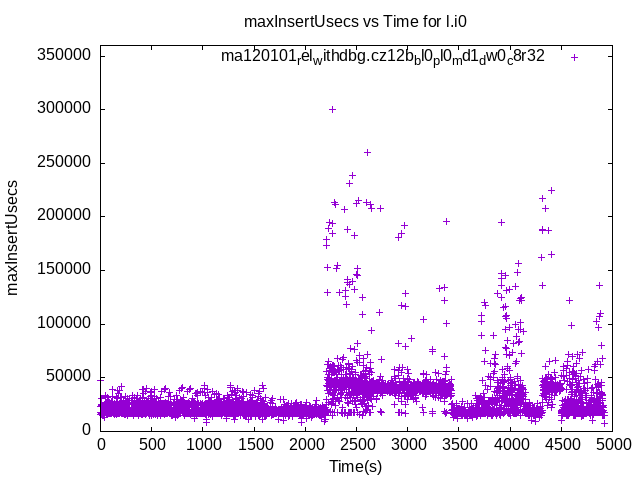 maxInsertUsecs vs Time for l.i0
ma120101_rel_withdbg.cz12b_bl0_pl0_md1_dw0_c8r32
350000
300000
250000
200000
150000
100000
50000
0
maxInsertUsecs
0 500 1000 1500 2000 2500 3000 3500 4000 4500 5000
Time(s)